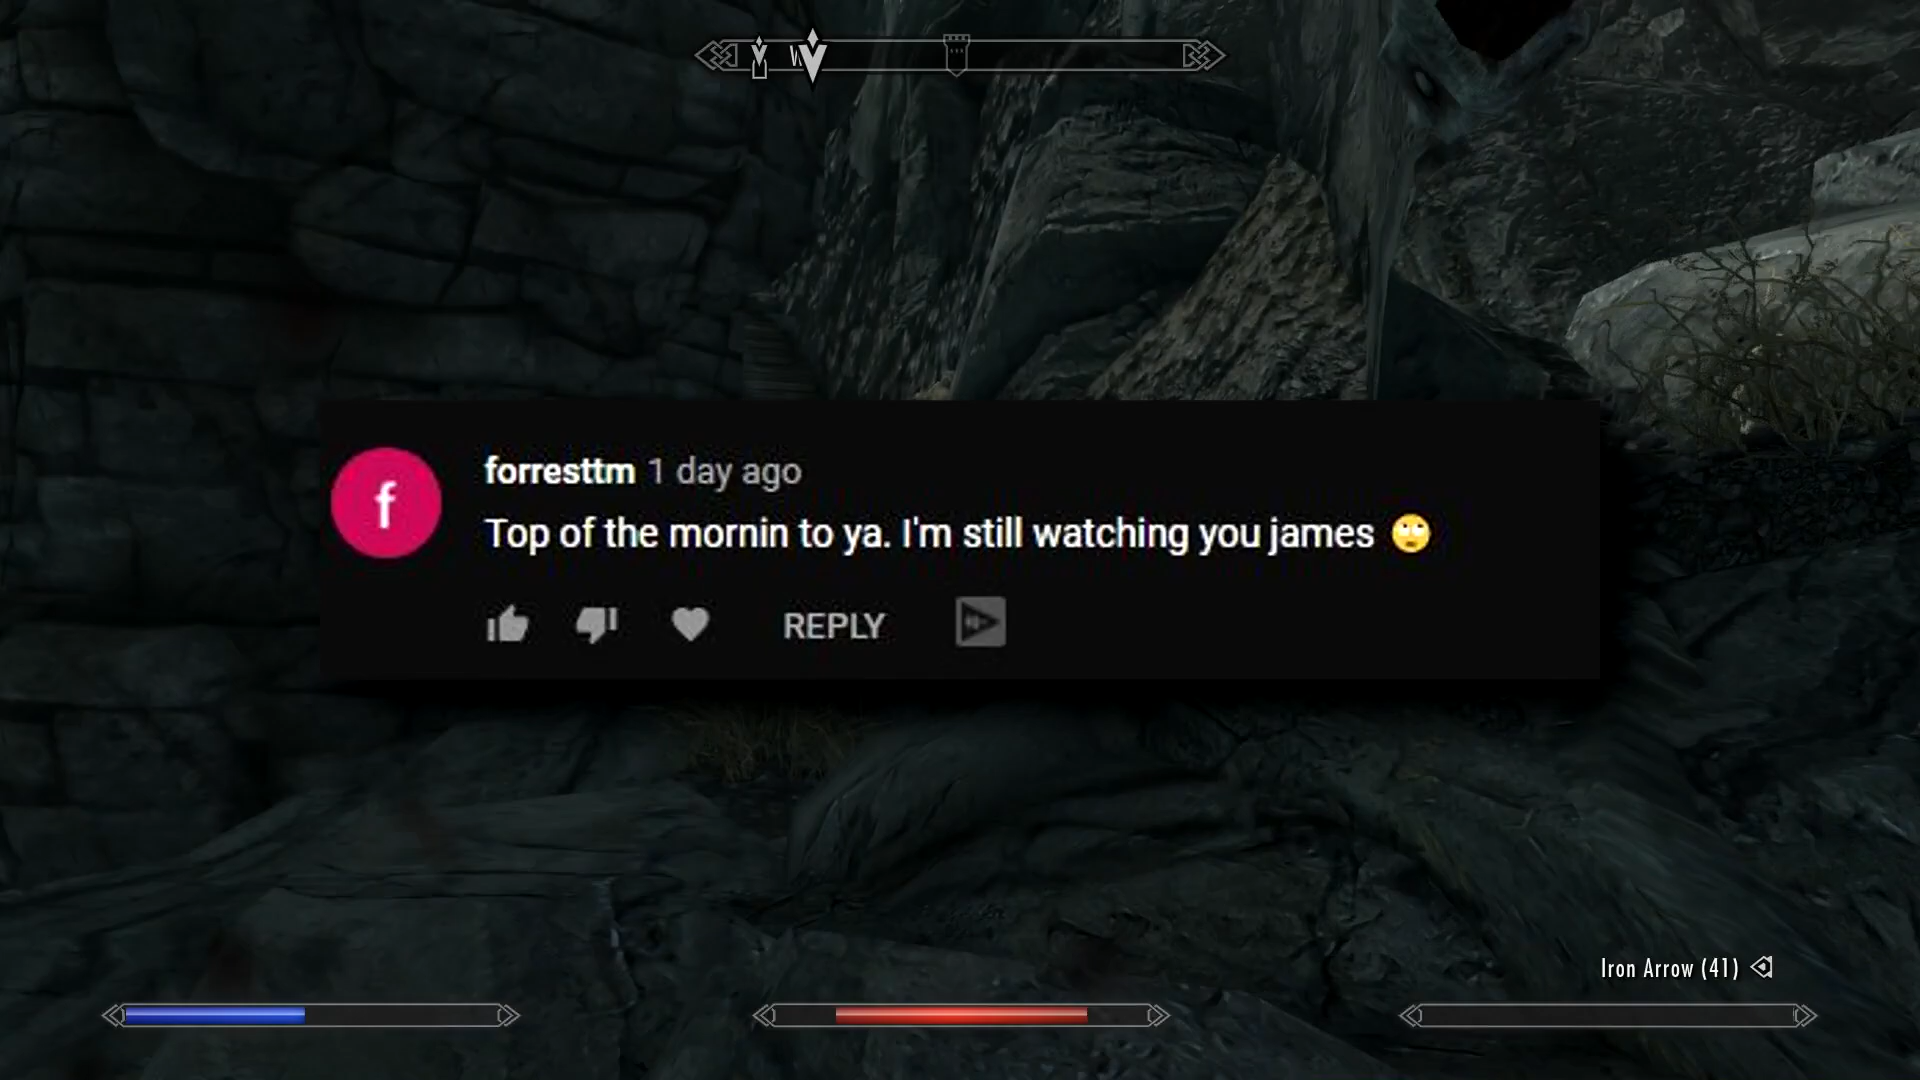 W
forresttm 1 day ago
Top of the mornin to ya. I'm still watching you james 🙄
REPLY
Iron Arrow (41)
f